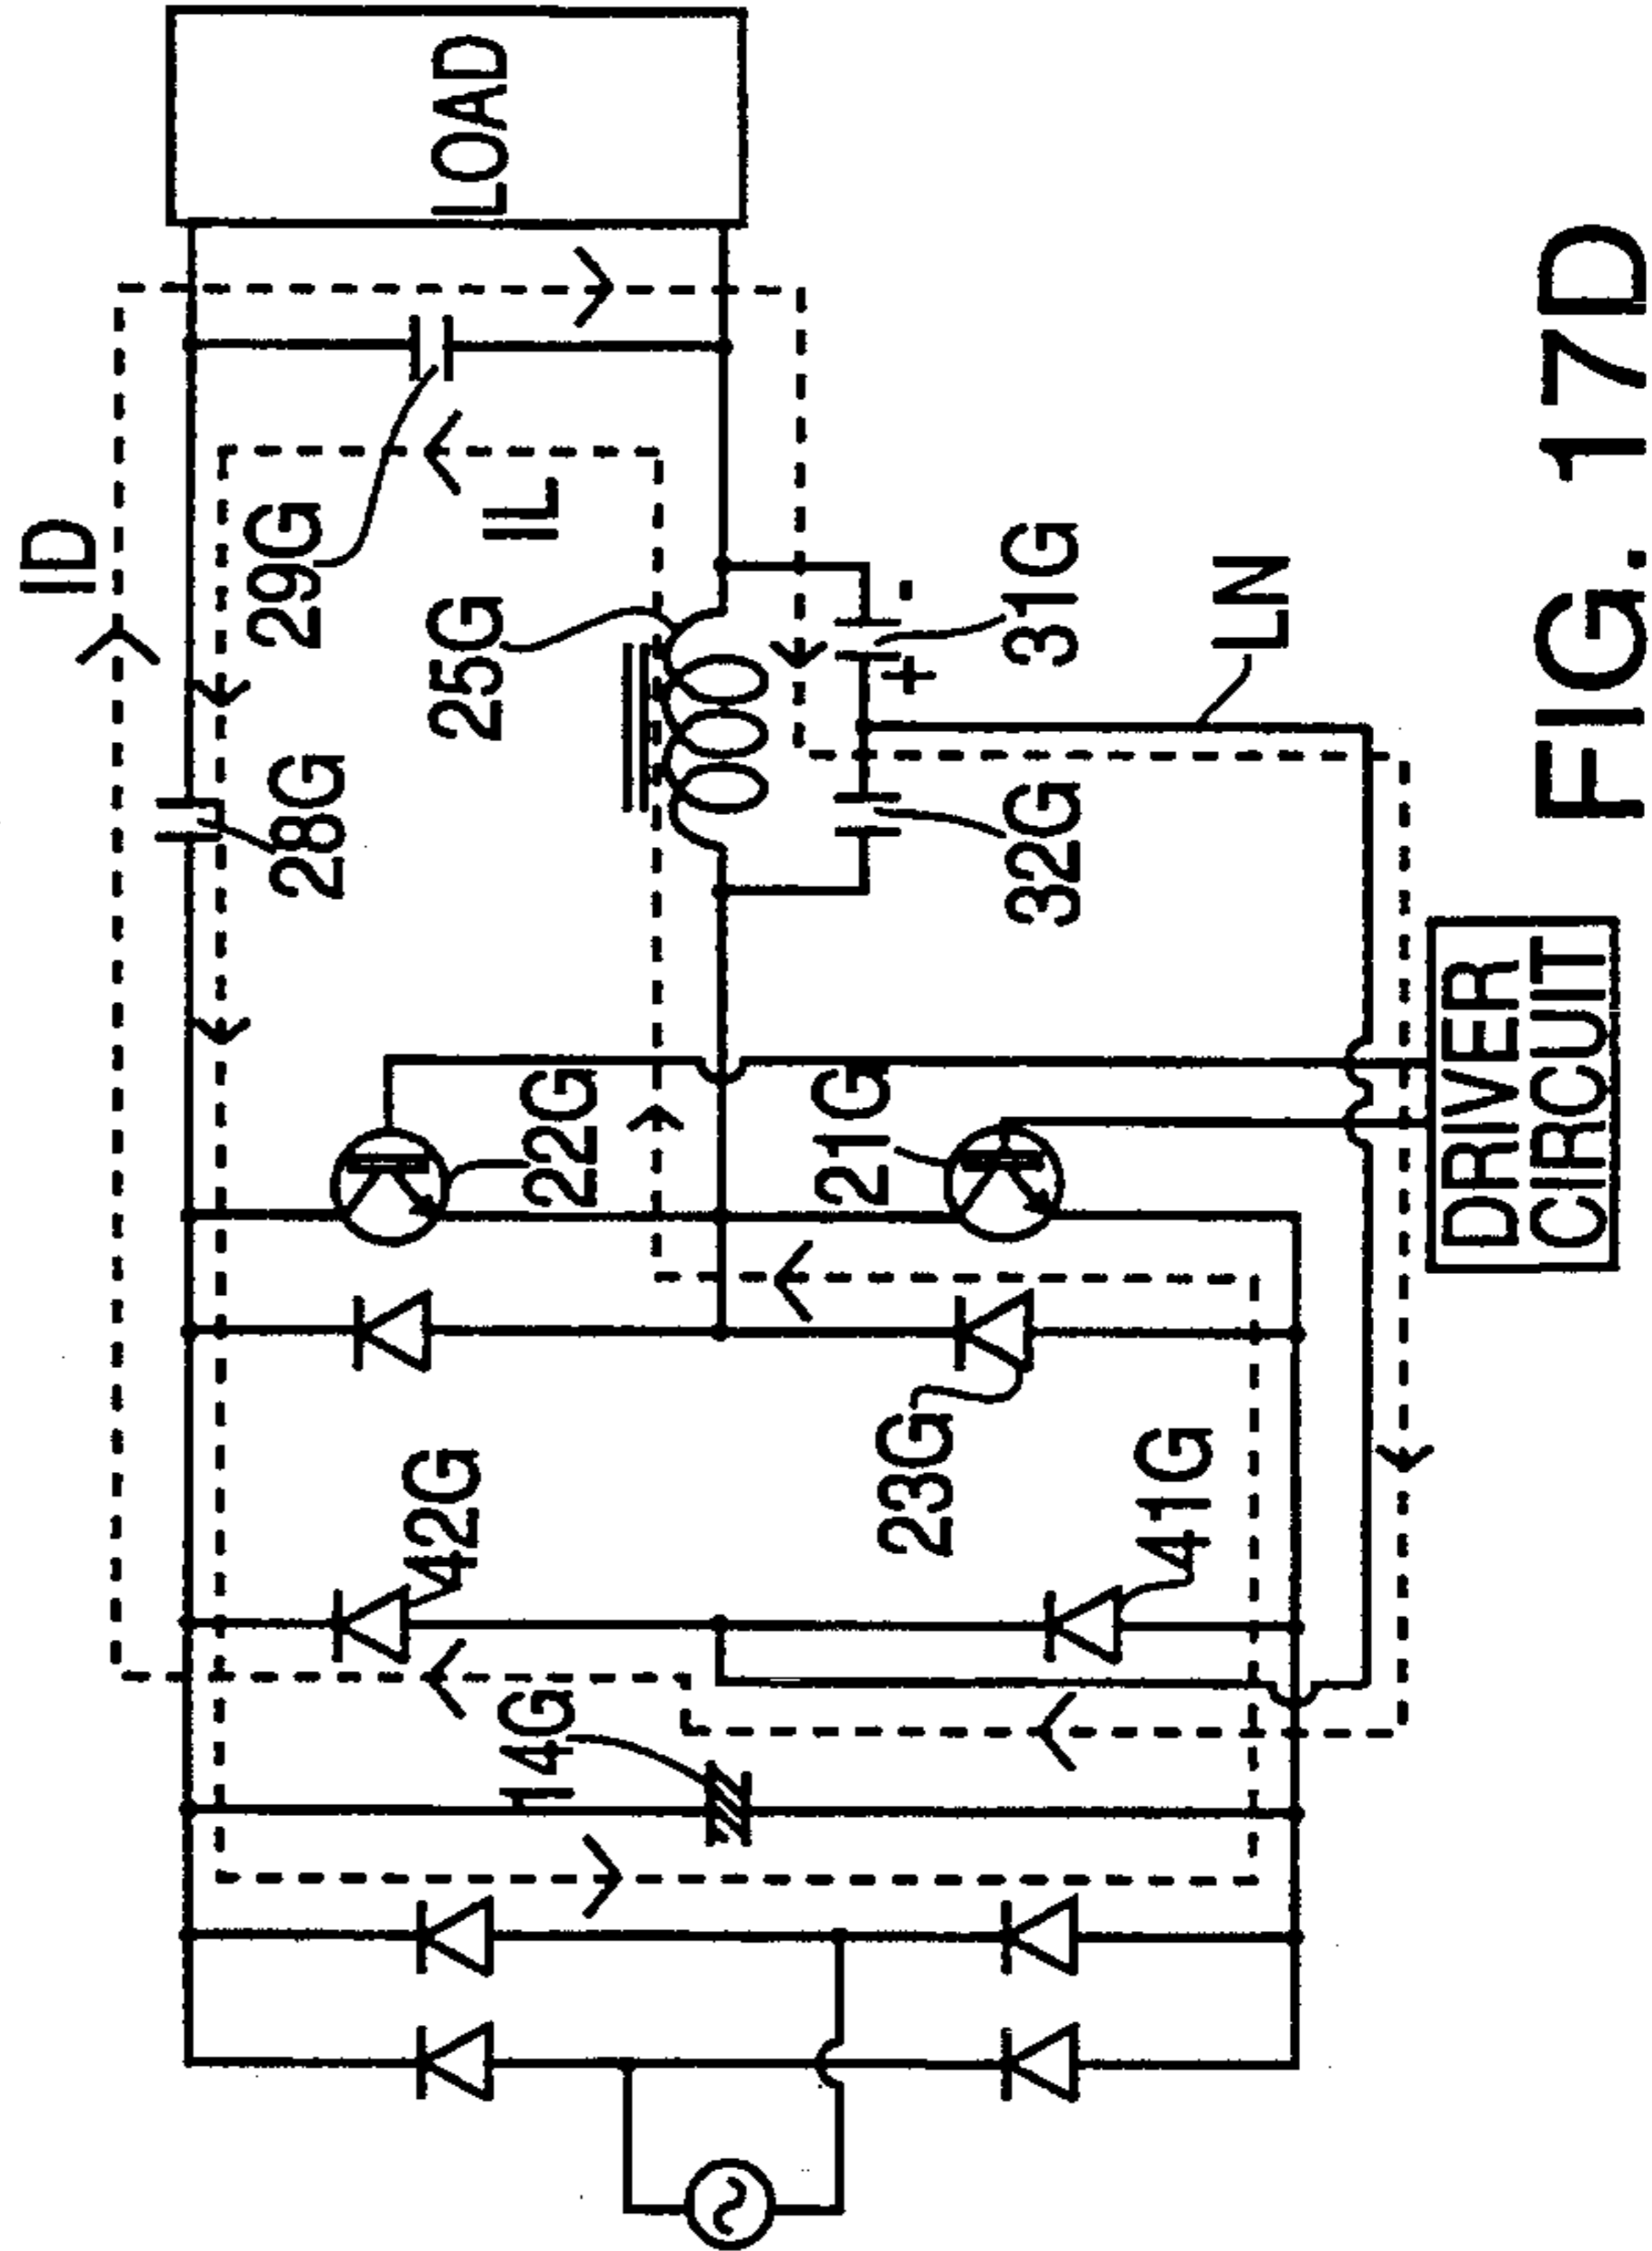 ID
LOAD
29G
IL
28G
25G
31G
32G
LN
22G
21G
42G
23G
41G
14G
+
-
DRIVER
CIRCUIT
FIG. 17D